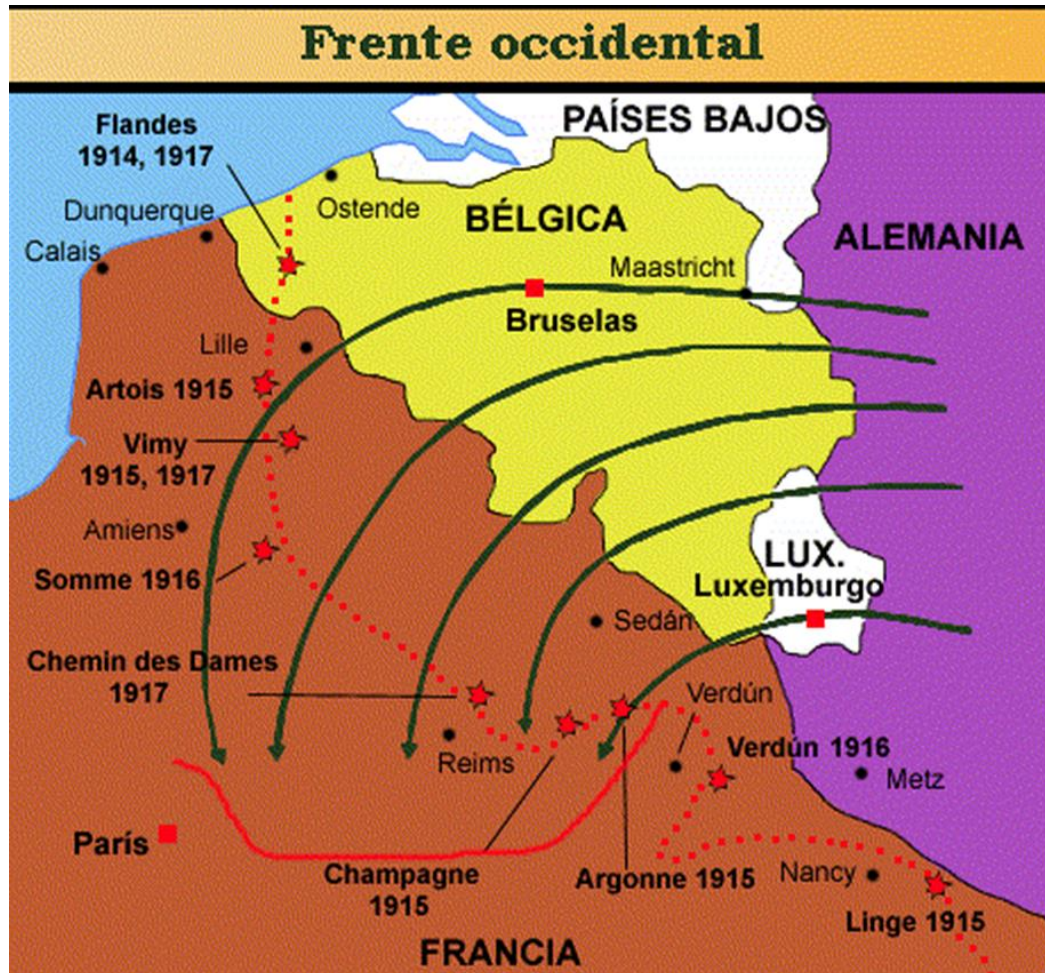 Frente occidental
Flandes
1914, 1917
PAÍSES BAJOS
Dunquerque
Ostende
BÉLGICA
ALEMANIA
Calais
Maastricht
Bruselas
Lille
Artois 1915
Vimy
1915, 1917
Amiens
Somme 1916
LUX.
Luxemburgo
Sedán
Chemin des Dames
1917
Verdún
Reims
Verdún 1916
Metz
París
Champagne
1915
Argonne 1915
Nancy
Linge 1915
FRANCIA